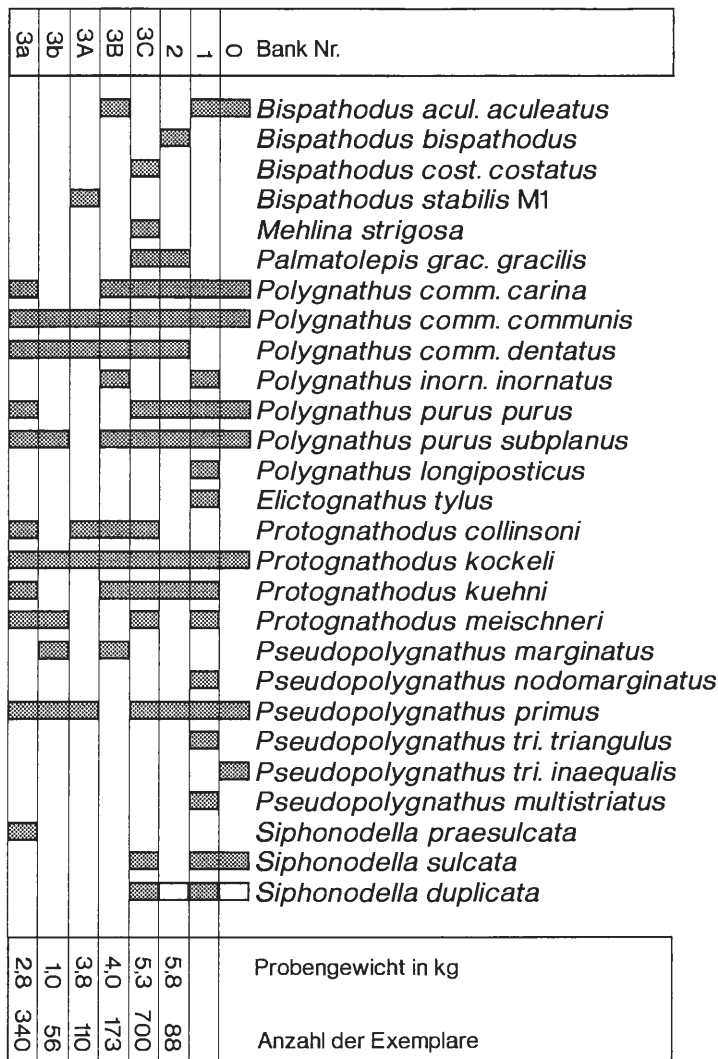 3a 3b 3A 3B 3C 2 1 0 Bank Nr.
Bispathodus acul. aculeatus
Bispathodus bispathodus
Bispathodus cost. costatus
Bispathodus stabilis M1
Mehlina strigosa
Palmatolepis grac. gracilis
Polygnathus comm. carina
Polygnathus comm. communis
Polygnathus comm. dentatus
Polygnathus inorn. inornatus
Polygnathus purus purus
Polygnathus purus subplanus
Polygnathus longiposticus
Elictognathus tylus
Protognathodus collinsoni
Protognathodus kockeli
Protognathodus kuehni
Protognathodus meischneri
Pseudopolygnathus marginatus
Pseudopolygnathus nodomarginatus
Pseudopolygnathus primus
Pseudopolygnathus tri. triangulus
Pseudopolygnathus tri. inaequalis
Pseudopolygnathus multistriatus
Siphonodella praesulcata
Siphonodella sulcata
Siphonodella duplicata
2,8 1,0 3,8 4,0 5,3 5,8 Probengewicht in kg
340 56 110 173 700 88 Anzahl der Exemplare